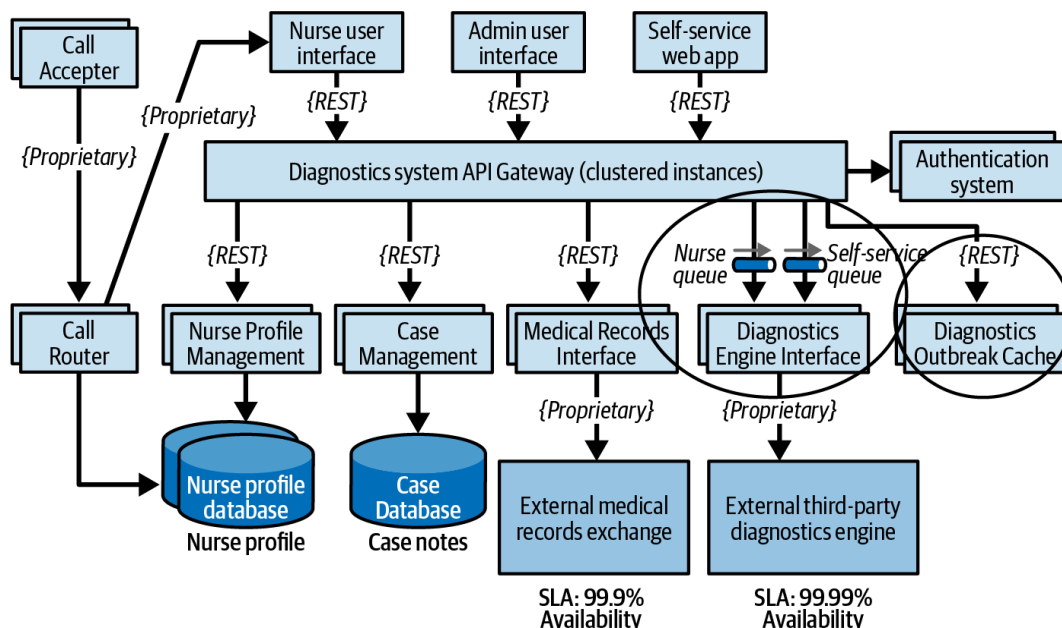 Call
Accepter
Nurse user
interface
Admin user
interface
Self-service
web app
{Proprietary}
{Proprietary}
{REST}
{REST}
{REST}
Diagnostics system API Gateway (clustered instances)
Authentication
system
{REST}
{REST}
{REST}
Nurse
queue
Self-service
queue
{REST}
Call
Router
Nurse Profile
Management
Case
Management
Medical Records
Interface
Diagnostics
Engine Interface
Diagnostics
Outbreak Cache
{Proprietary}
{Proprietary}
Nurse profile
database
Nurse profile
Case
Database
Case notes
External medical
records exchange
External third-party
diagnostics engine
SLA: 99.9%
Availability
SLA: 99.99%
Availability